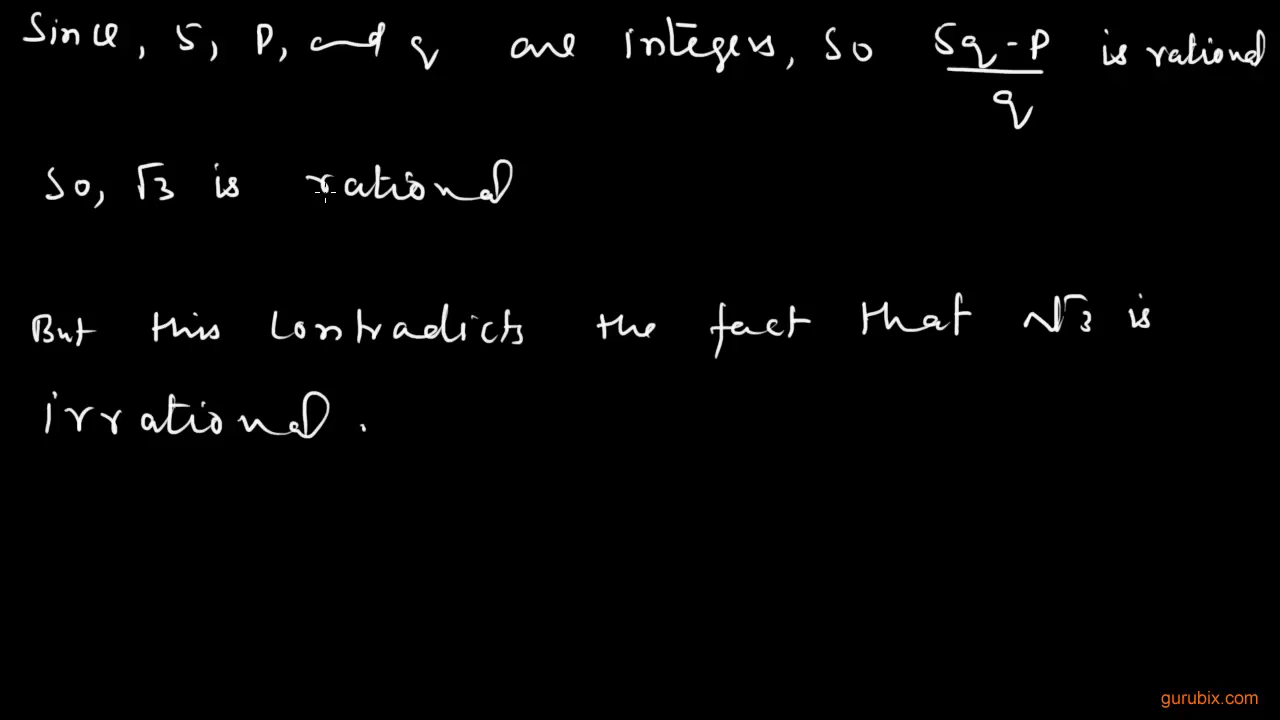 Since, 5, p, and q are integers, so 5q-p/q is rational
So, √3 is rational
But this contradicts the fact that √3 is
irrational.
gurubix.com